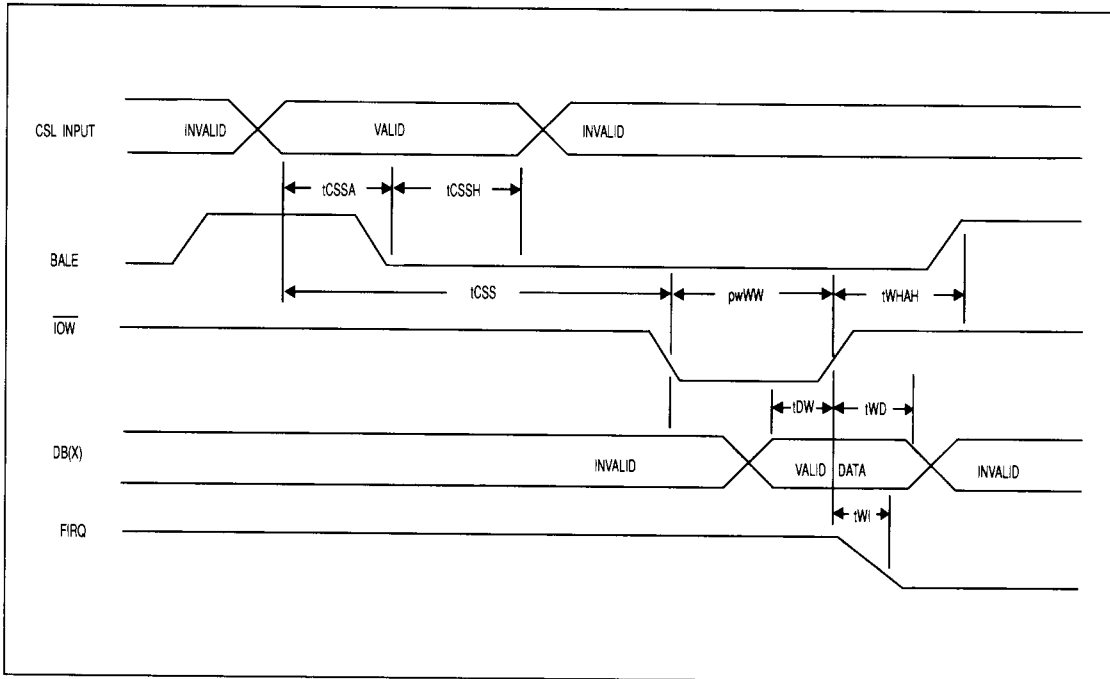 CSL INPUT
INVALID
VALID
INVALID
tCSSA
tCSSH
BALE
tCSS
pwWW
tWHAH
IOW
tDW
tWD
DB(X)
INVALID
VALID DATA
INVALID
tWI
FIRQ